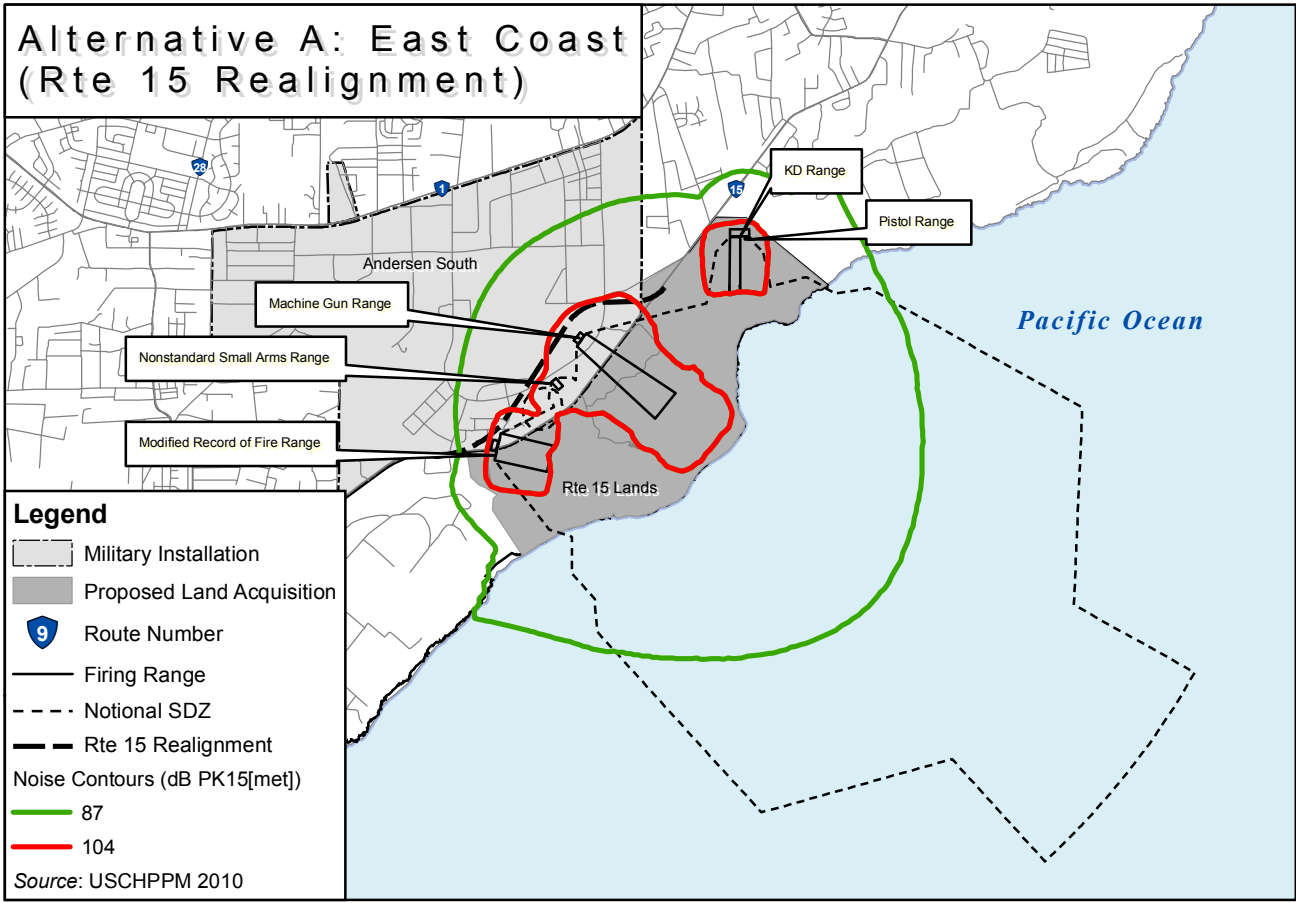 Alternative A: East Coast
(Rte 15 Realignment)
28
1
15
KD Range
Pistol Range
Andersen South
Machine Gun Range
Pacific Ocean
Nonstandard Small Arms Range
Modified Record of Fire Range
Rte 15 Lands
Legend
Military Installation
Proposed Land Acquisition
9 Route Number
Firing Range
Notional SDZ
Rte 15 Realignment
Noise Contours (dB PK15[met])
87
104
Source: USCHPPM 2010